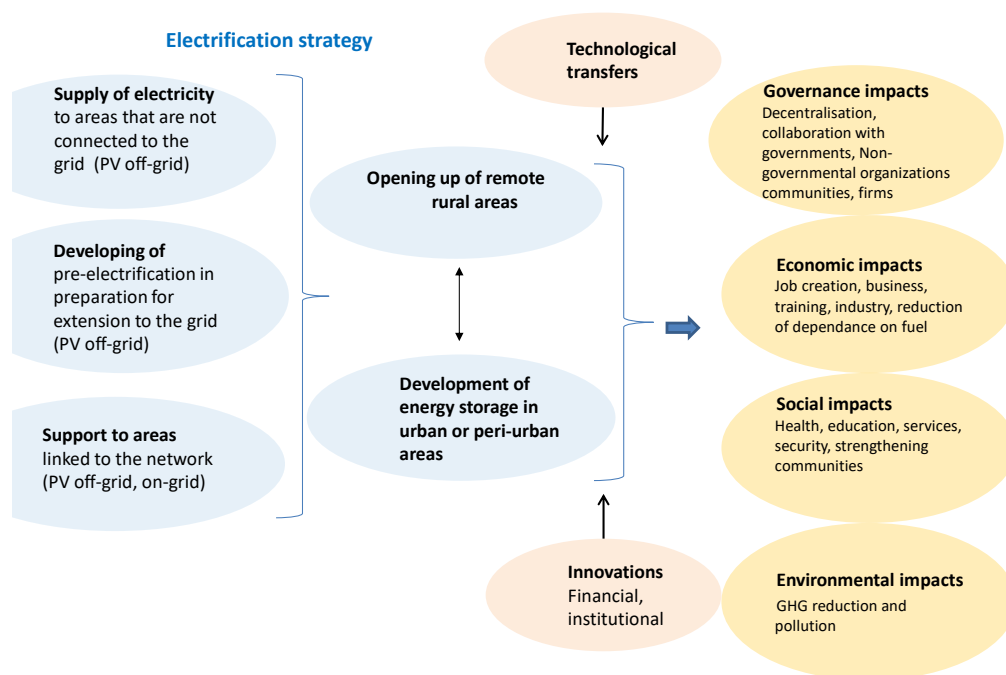 Electrification strategy
Supply of electricity
to areas that are not
connected to the
grid (PV off-grid)
Developing of
pre-electrification in
preparation for
extension to the grid
(PV off-grid)
Support to areas
linked to the network
(PV off-grid, on-grid)
Opening up of remote
rural areas
Development of
energy storage in
urban or peri-urban
areas
Technological
transfers
Innovations
Financial,
institutional
Governance impacts
Decentralisation,
collaboration with
governments, Non-
governmental organizations
communities, firms
Economic impacts
Job creation, business,
training, industry, reduction
of dependance on fuel
Social impacts
Health, education, services,
security, strengthening
communities
Environmental impacts
GHG reduction and
pollution